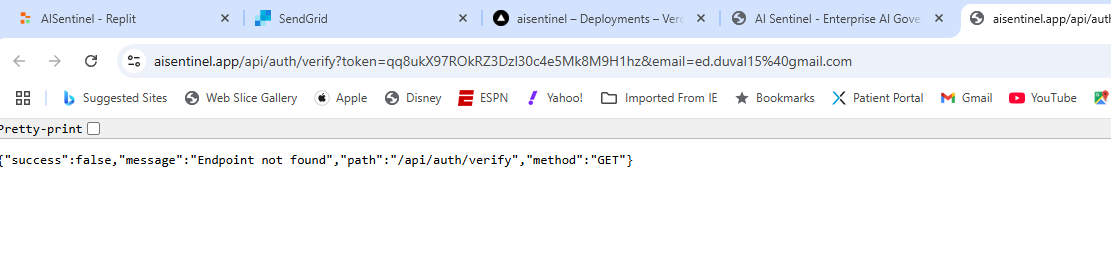 AISentinel - Replit
SendGrid
aisentinel – Deployments – Verc
AI Sentinel - Enterprise AI Gove
aisentinel.app/api/aut
aisentinel.app/api/auth/verify?token=qq8ukX97ROkRZ3Dzl30c4e5Mk8M9H1hz&email=ed.duval15%40gmail.com
Suggested Sites Web Slice Gallery Apple Disney ESPN Yahoo! Imported From IE Bookmarks Patient Portal Gmail YouTube
Pretty-print
{"success":false,"message":"Endpoint not found","path":"/api/auth/verify","method":"GET"}